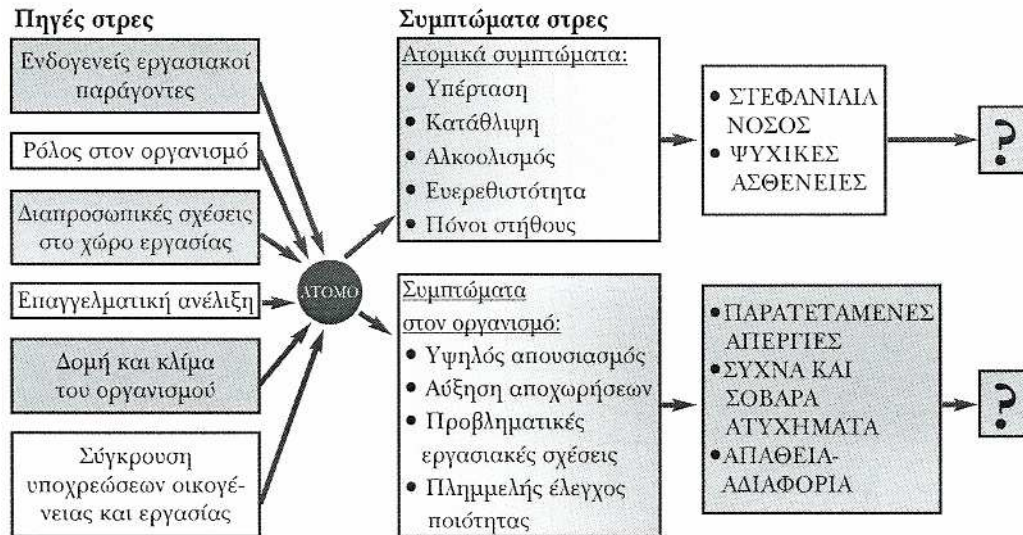 Πηγές στρες
Ενδογενείς εργασιακοί
παράγοντες
Ρόλος στον οργανισμό
Διαπροσωπικές σχέσεις
στο χώρο εργασίας
Επαγγελματική ανέλιξη
Δομή και κλίμα
του οργανισμού
Σύγκρουση
υποχρεώσεων οικογέ-
νειας και εργασίας
ΑΤΟΜΟ
Συμπτώματα στρες
Ατομικά συμπτώματα:
• Υπέρταση
• Κατάθλιψη
• Αλκοολισμός
• Ευερεθιστότητα
• Πόνοι στήθους
• ΣΤΕΦΑΝΙΑΙΑ
ΝΟΣΟΣ
• ΨΥΧΙΚΕΣ
ΑΣΘΕΝΕΙΕΣ
?
Συμπτώματα
στον οργανισμό:
• Υψηλός απουσιασμός
• Αύξηση αποχωρήσεων
• Προβληματικές
εργασιακές σχέσεις
• Πλημμελής έλεγχος
ποιότητας
• ΠΑΡΑΤΕΤΑΜΕΝΕΣ
ΑΠΕΡΓΙΕΣ
• ΣΥΧΝΑ ΚΑΙ
ΣΟΒΑΡΑ
ΑΤΥΧΗΜΑΤΑ
• ΑΠΑΘΕΙΑ-
ΑΔΙΑΦΟΡΙΑ
?